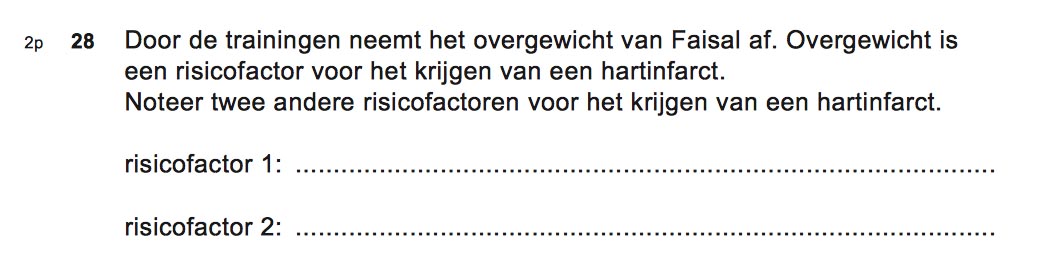 2p 28 Door de trainingen neemt het overgewicht van Faisal af. Overgewicht is
een risicofactor voor het krijgen van een hartinfarct.
Noteer twee andere risicofactoren voor het krijgen van een hartinfarct.
risicofactor 1: ............................................................................................
risicofactor 2: ............................................................................................